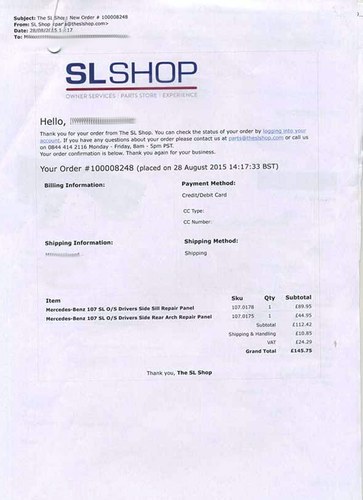 Subject: The SL Shop: New Order # 100008248
From: SL Shop
Date: 28/08/2015
To:
SLSHOP
OWNER SERVICES | PARTS STORE | EXPERIENCE
Hello,
Thank you for your order from The SL Shop. You can check the status of your order by logging into your
account. If you have any questions about your order please contact us at parts@theslshop.com or call us
on 0844 414 2116 Monday - Friday, 8am - 5pm PST.
Your order confirmation is below. Thank you again for your business.
Your Order #100008248 (placed on 28 August 2015 14:17:33 BST)
Billing Information:
Payment Method:
Credit/Debit Card
CC Type:
CC Number:
Shipping Information:
Shipping Method:
Shipping
Item Sku Qty Subtotal
Mercedes-Benz 107 SL O/S Drivers Side Sill Repair Panel 107.0178 1 £69.95
Mercedes-Benz 107 SL O/S Drivers Side Rear Arch Repair Panel 107.0175 1 £44.95
Subtotal £112.42
Shipping & Handling £10.85
VAT £24.29
Grand Total £145.75
Thank you, The SL Shop